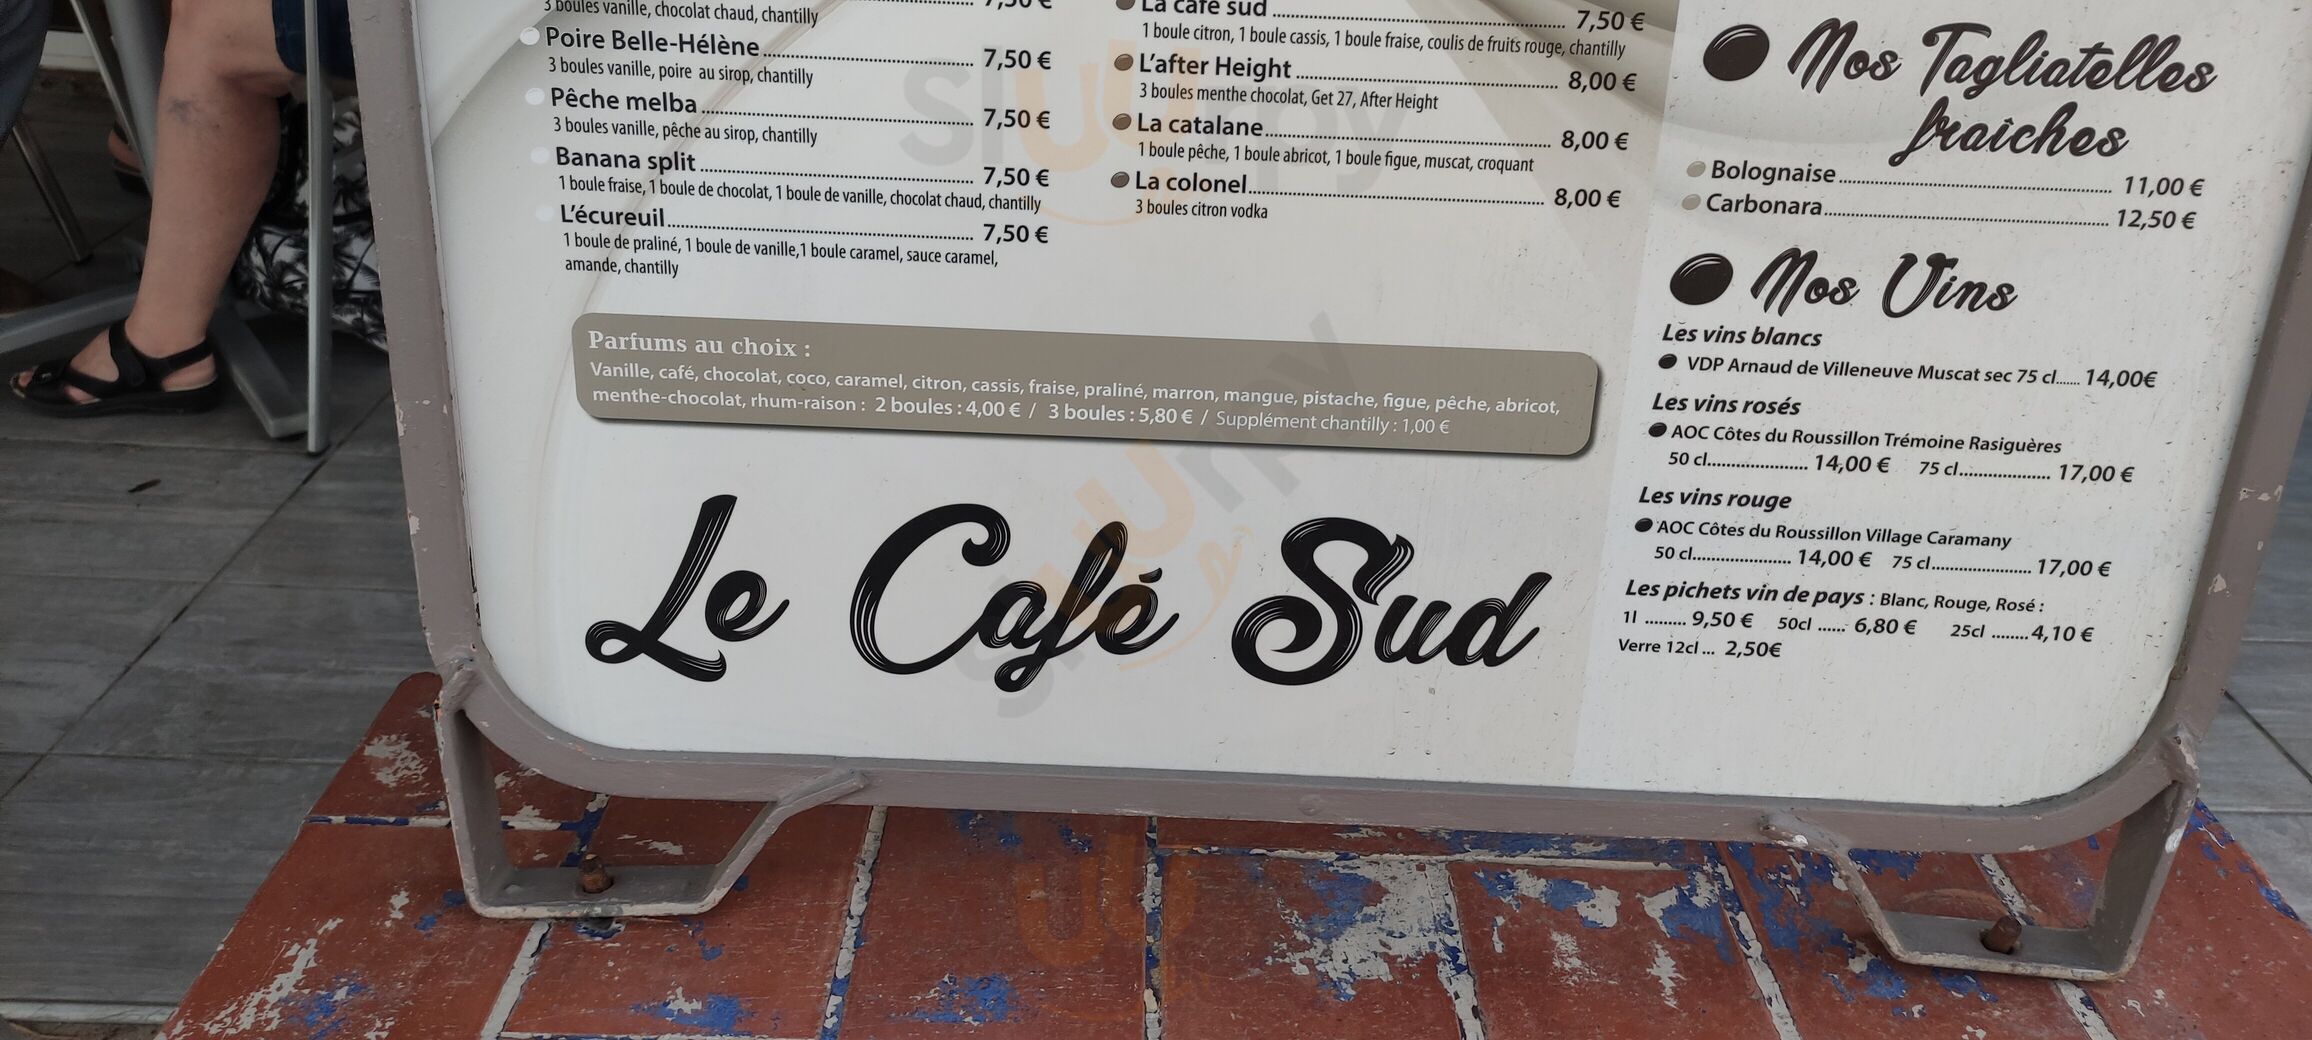 3 boules vanille, chocolat chaud, chantilly
7,50 €
Poire Belle-Hélène 7,50 €
3 boules vanille, poire au sirop, chantilly
Pêche melba 7,50 €
3 boules vanille, pêche au sirop, chantilly
Banana split 7,50 €
1 boule fraise, 1 boule de chocolat, 1 boule de vanille, chocolat chaud, chantilly
L'écureuil 7,50 €
1 boule de praliné, 1 boule de vanille,1 boule caramel, sauce caramel,
amande, chantilly
La café sud 7,50 €
1 boule citron, 1 boule cassis, 1 boule fraise, coulis de fruits rouge, chantilly
L'after Height 8,00 €
3 boules menthe chocolat, Get 27, After Height
La catalane 8,00 €
1 boule pêche, 1 boule abricot, 1 boule figue, muscat, croquant
La colonel 8,00 €
3 boules citron vodka
Parfums au choix :
Vanille, café, chocolat, coco, caramel, citron, cassis, fraise, praliné, marron, mangue, pistache, figue, pêche, abricot,
menthe-chocolat, rhum-raison : 2 boules : 4,00 € / 3 boules : 5,80 € / Supplément chantilly : 1,00 €
Le Café Sud
Mos Tagliatelles
fraîches
Bolognaise 11,00 €
Carbonara 12,50 €
Mos Vins
Les vins blancs
VDP Arnaud de Villeneuve Muscat sec 75 cl....... 14,00€
Les vins rosés
AOC Côtes du Roussillon Trémoine Rasiguères
50 cl 14,00 € 75 cl 17,00 €
Les vins rouge
AOC Côtes du Roussillon Village Caramany
50 cl 14,00 € 75 cl 17,00 €
Les pichets vin de pays : Blanc, Rouge, Rosé :
1l ......... 9,50 € 50cl ...... 6,80 € 25cl ........ 4,10 €
Verre 12cl ... 2,50€
slurrpy
slurrpy
slurrpy